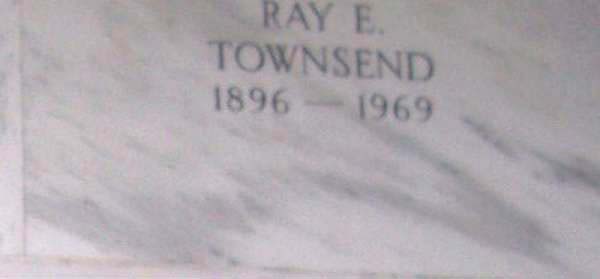 RAY E.
TOWNSEND
1896 — 1969